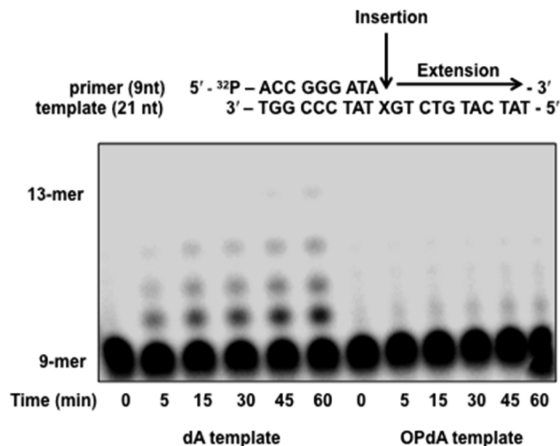 Insertion
Extension
primer (9nt) 5' - ³²P – ACC GGG ATA - 3'
template (21 nt) 3' – TGG CCC TAT XGT CTG TACTAT - 5'
13-mer
9-mer
Time (min) 0 5 15 30 45 60 0 5 15 30 45 60
dA template OPdA template